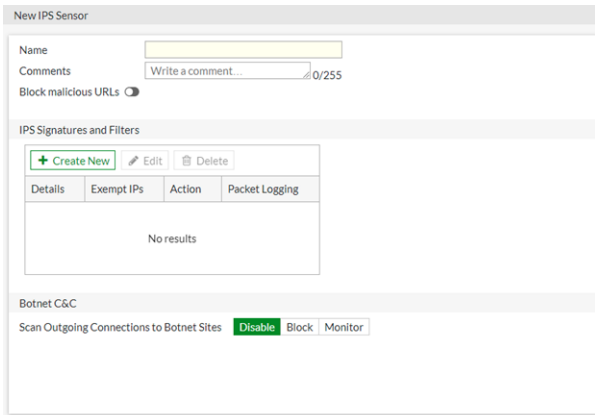 New IPS Sensor
Name
Comments Write a comment... 0/255
Block malicious URLs
IPS Signatures and Filters
+ Create New Edit Delete
Details Exempt IPs Action Packet Logging
No results
Botnet C&C
Scan Outgoing Connections to Botnet Sites Disable Block Monitor